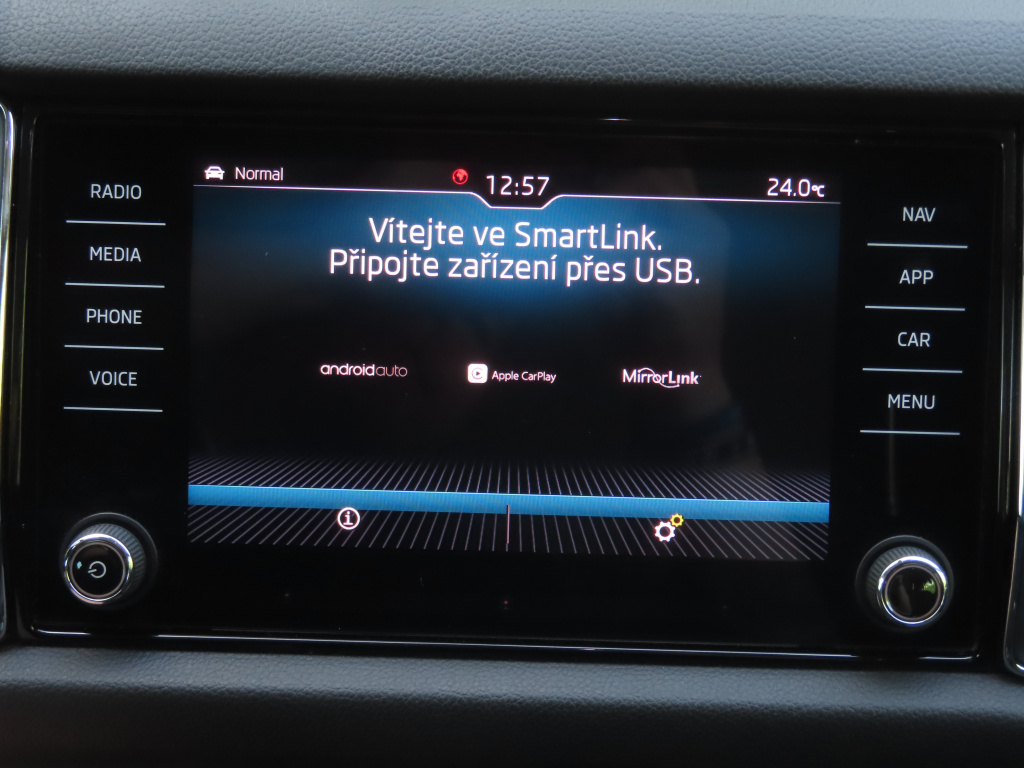 Normal
12:57
24.0°C
Vítejte ve SmartLink.
Připojte zařízení přes USB.
androidauto
Apple CarPlay
MirrorLink
RADIO
MEDIA
PHONE
VOICE
NAV
APP
CAR
MENU